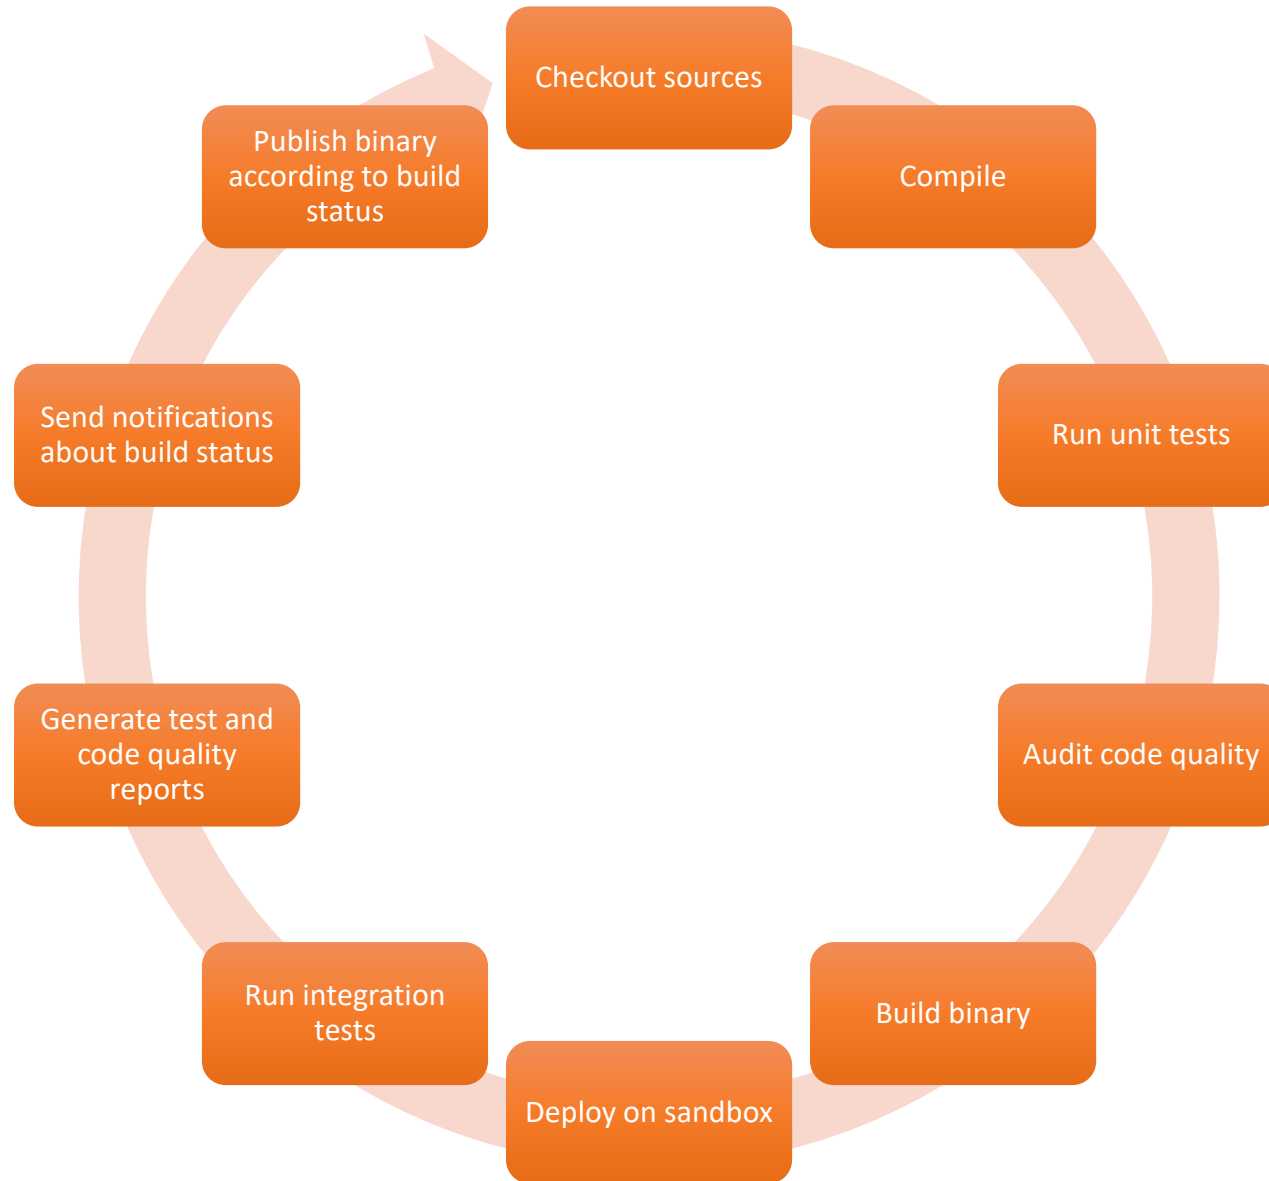 Checkout sources
Compile
Run unit tests
Audit code quality
Build binary
Deploy on sandbox
Run integration
tests
Generate test and
code quality
reports
Send notifications
about build status
Publish binary
according to build
status